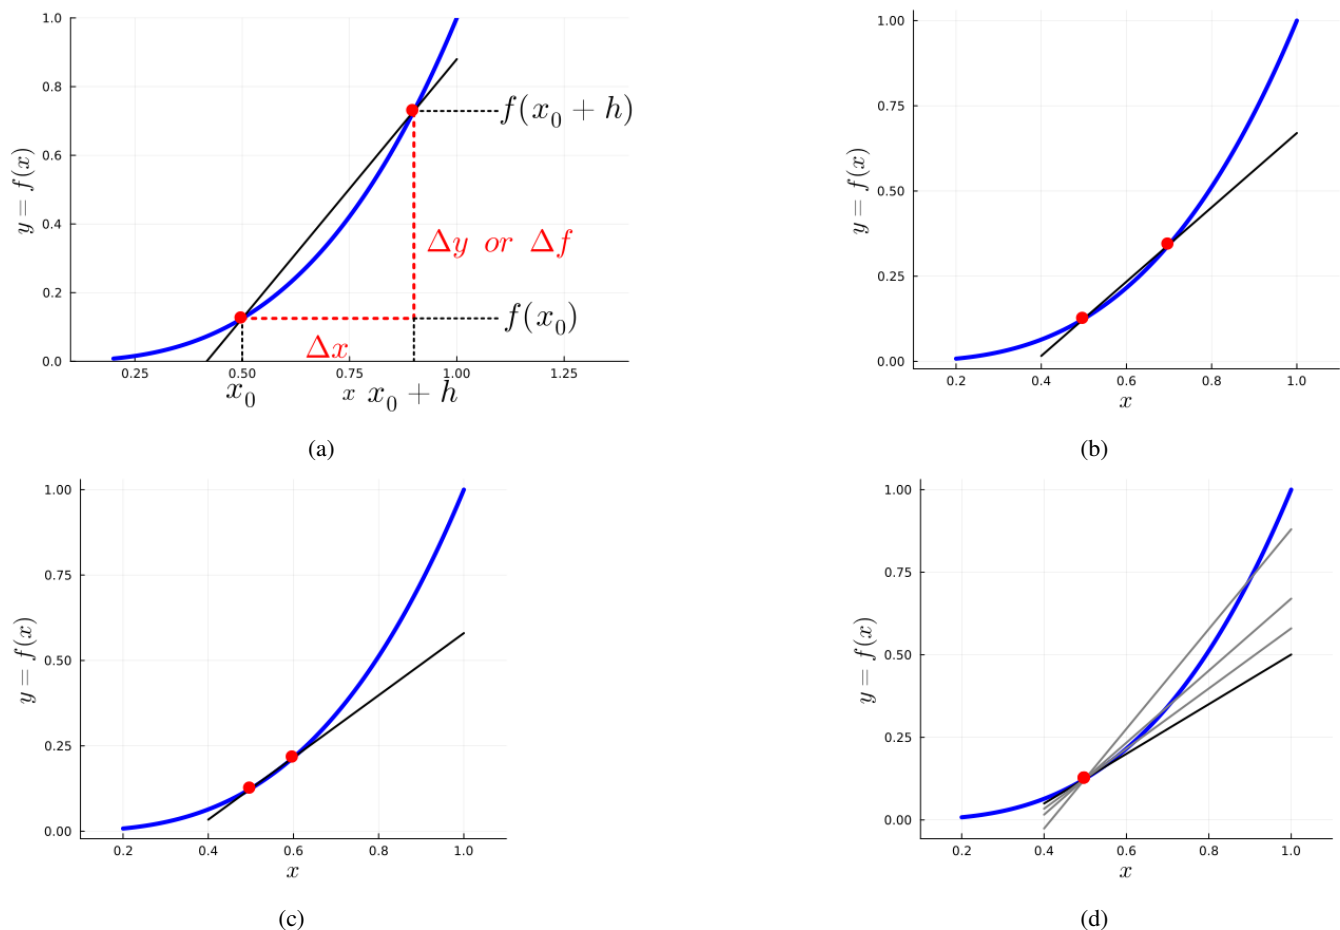 y = f(x)
1.0
0.8
0.6
0.4
0.2
0.0
f(x₀ + h)
Δy or Δf
f(x₀)
Δx
0.25 0.75 1.00 1.25
x₀ x x₀ + h
(a)
y = f(x)
1.00
0.75
0.50
0.25
0.00
0.2 0.4 0.6 0.8 1.0
x
(b)
y = f(x)
1.00
0.75
0.50
0.25
0.00
0.2 0.4 0.6 0.8 1.0
x
(c)
y = f(x)
1.00
0.75
0.50
0.25
0.00
0.2 0.4 0.6 0.8 1.0
x
(d)